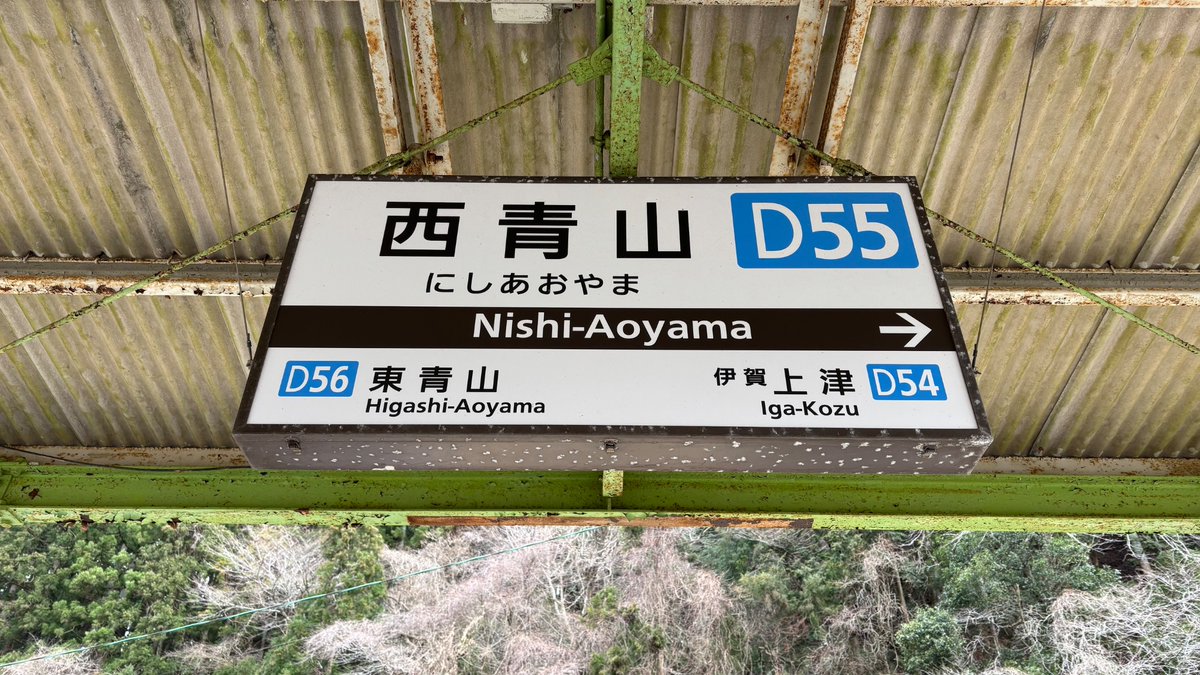 西青山 D55
にしあおやま
Nishi-Aoyama →
D56 東青山 伊賀上津 D54
Higashi-Aoyama Iga-Kozu